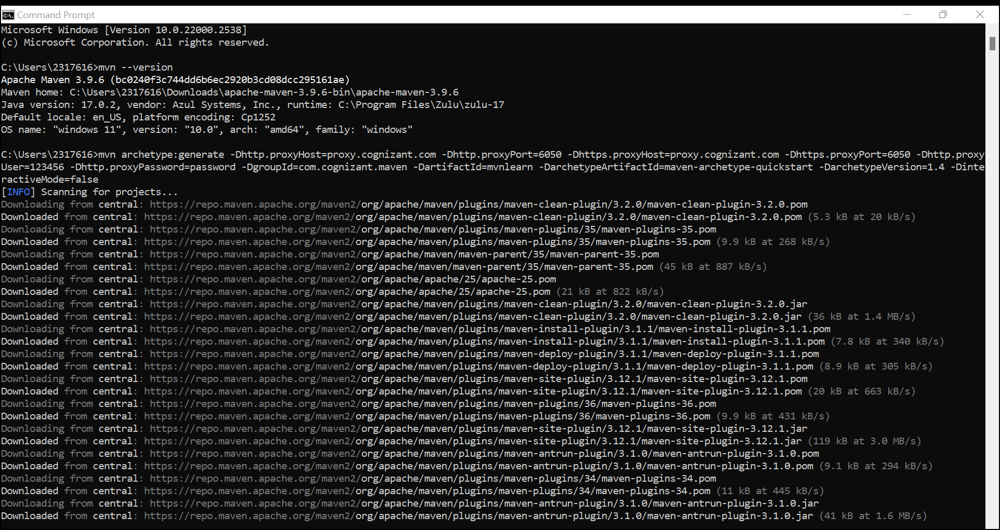 Command Prompt
Microsoft Windows [Version 10.0.22000.2538]
(c) Microsoft Corporation. All rights reserved.
C:\Users\2317616>mvn --version
Apache Maven 3.9.6 (bc0240f3c744dd6b6ec2920b3cd08dcc295161ae)
Maven home: C:\Users\2317616\Downloads\apache-maven-3.9.6-bin\apache-maven-3.9.6
Java version: 17.0.2, vendor: Azul Systems, Inc., runtime: C:\Program Files\Zulu\zulu-17
Default locale: en_US, platform encoding: Cp1252
OS name: "windows 11", version: "10.0", arch: "amd64", family: "windows"
C:\Users\2317616>mvn archetype:generate -Dhttp.proxyHost=proxy.cognizant.com -Dhttp.proxyPort=6050 -Dhttps.proxyHost=proxy.cognizant.com -Dhttps.proxyPort=6050 -Dhttp.proxy
User=123456 -Dhttp.proxyPassword=password -DgroupId=com.cognizant.maven -DartifactId=mvnlearn -DarchetypeArtifactId=maven-archetype-quickstart -DarchetypeVersion=1.4 -Dinte
ractiveMode=false
[INFO] Scanning for projects...
Downloading from central: https://repo.maven.apache.org/maven2/org/apache/maven/plugins/maven-clean-plugin/3.2.0/maven-clean-plugin-3.2.0.pom
Downloaded from central: https://repo.maven.apache.org/maven2/org/apache/maven/plugins/maven-clean-plugin/3.2.0/maven-clean-plugin-3.2.0.pom (5.3 kB at 20 kB/s)
Downloading from central: https://repo.maven.apache.org/maven2/org/apache/maven/plugins/maven-plugins/35/maven-plugins-35.pom
Downloaded from central: https://repo.maven.apache.org/maven2/org/apache/maven/plugins/maven-plugins/35/maven-plugins-35.pom (9.9 kB at 268 kB/s)
Downloading from central: https://repo.maven.apache.org/maven2/org/apache/maven/maven-parent/35/maven-parent-35.pom
Downloaded from central: https://repo.maven.apache.org/maven2/org/apache/maven/maven-parent/35/maven-parent-35.pom (45 kB at 887 kB/s)
Downloading from central: https://repo.maven.apache.org/maven2/org/apache/apache/25/apache-25.pom
Downloaded from central: https://repo.maven.apache.org/maven2/org/apache/apache/25/apache-25.pom (21 kB at 822 kB/s)
Downloading from central: https://repo.maven.apache.org/maven2/org/apache/maven/plugins/maven-clean-plugin/3.2.0/maven-clean-plugin-3.2.0.jar
Downloaded from central: https://repo.maven.apache.org/maven2/org/apache/maven/plugins/maven-clean-plugin/3.2.0/maven-clean-plugin-3.2.0.jar (36 kB at 1.4 MB/s)
Downloading from central: https://repo.maven.apache.org/maven2/org/apache/maven/plugins/maven-install-plugin/3.1.1/maven-install-plugin-3.1.1.pom
Downloaded from central: https://repo.maven.apache.org/maven2/org/apache/maven/plugins/maven-install-plugin/3.1.1/maven-install-plugin-3.1.1.pom (7.8 kB at 340 kB/s)
Downloading from central: https://repo.maven.apache.org/maven2/org/apache/maven/plugins/maven-deploy-plugin/3.1.1/maven-deploy-plugin-3.1.1.pom
Downloaded from central: https://repo.maven.apache.org/maven2/org/apache/maven/plugins/maven-deploy-plugin/3.1.1/maven-deploy-plugin-3.1.1.pom (8.9 kB at 305 kB/s)
Downloading from central: https://repo.maven.apache.org/maven2/org/apache/maven/plugins/maven-site-plugin/3.12.1/maven-site-plugin-3.12.1.pom
Downloaded from central: https://repo.maven.apache.org/maven2/org/apache/maven/plugins/maven-site-plugin/3.12.1/maven-site-plugin-3.12.1.pom (20 kB at 663 kB/s)
Downloading from central: https://repo.maven.apache.org/maven2/org/apache/maven/plugins/maven-plugins/36/maven-plugins-36.pom
Downloaded from central: https://repo.maven.apache.org/maven2/org/apache/maven/plugins/maven-plugins/36/maven-plugins-36.pom (9.9 kB at 431 kB/s)
Downloading from central: https://repo.maven.apache.org/maven2/org/apache/maven/plugins/maven-site-plugin/3.12.1/maven-site-plugin-3.12.1.jar
Downloaded from central: https://repo.maven.apache.org/maven2/org/apache/maven/plugins/maven-site-plugin/3.12.1/maven-site-plugin-3.12.1.jar (119 kB at 3.0 MB/s)
Downloading from central: https://repo.maven.apache.org/maven2/org/apache/maven/plugins/maven-antrun-plugin/3.1.0/maven-antrun-plugin-3.1.0.pom
Downloaded from central: https://repo.maven.apache.org/maven2/org/apache/maven/plugins/maven-antrun-plugin/3.1.0/maven-antrun-plugin-3.1.0.pom (9.1 kB at 294 kB/s)
Downloading from central: https://repo.maven.apache.org/maven2/org/apache/maven/plugins/maven-plugins/34/maven-plugins-34.pom
Downloaded from central: https://repo.maven.apache.org/maven2/org/apache/maven/plugins/maven-plugins/34/maven-plugins-34.pom (11 kB at 445 kB/s)
Downloading from central: https://repo.maven.apache.org/maven2/org/apache/maven/plugins/maven-antrun-plugin/3.1.0/maven-antrun-plugin-3.1.0.jar
Downloaded from central: https://repo.maven.apache.org/maven2/org/apache/maven/plugins/maven-antrun-plugin/3.1.0/maven-antrun-plugin-3.1.0.jar (41 kB at 1.6 MB/s)